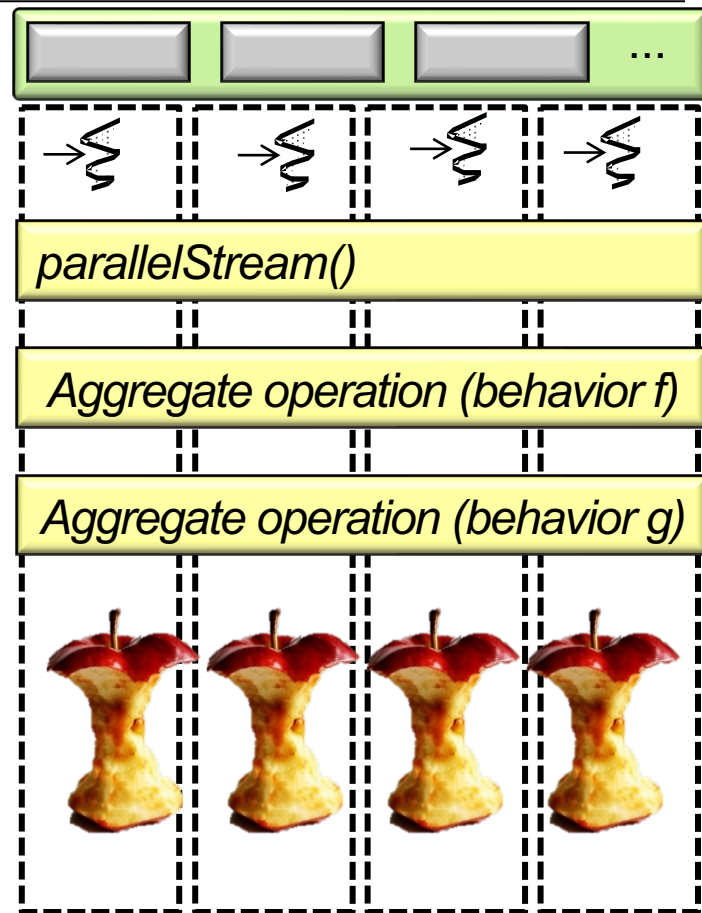 ...
parallelStream()
Aggregate operation (behavior f)
Aggregate operation (behavior g)